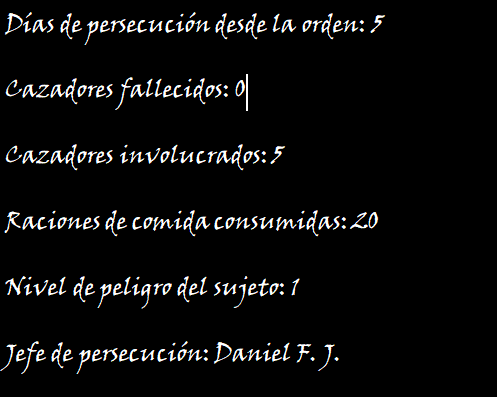 Días de persecución desde la orden: 5
Cazadores fallecidos: 0
Cazadores involucrados: 5
Raciones de comida consumidas: 20
Nivel de peligro del sujeto: 1
Jefe de persecución: Daniel F. J.